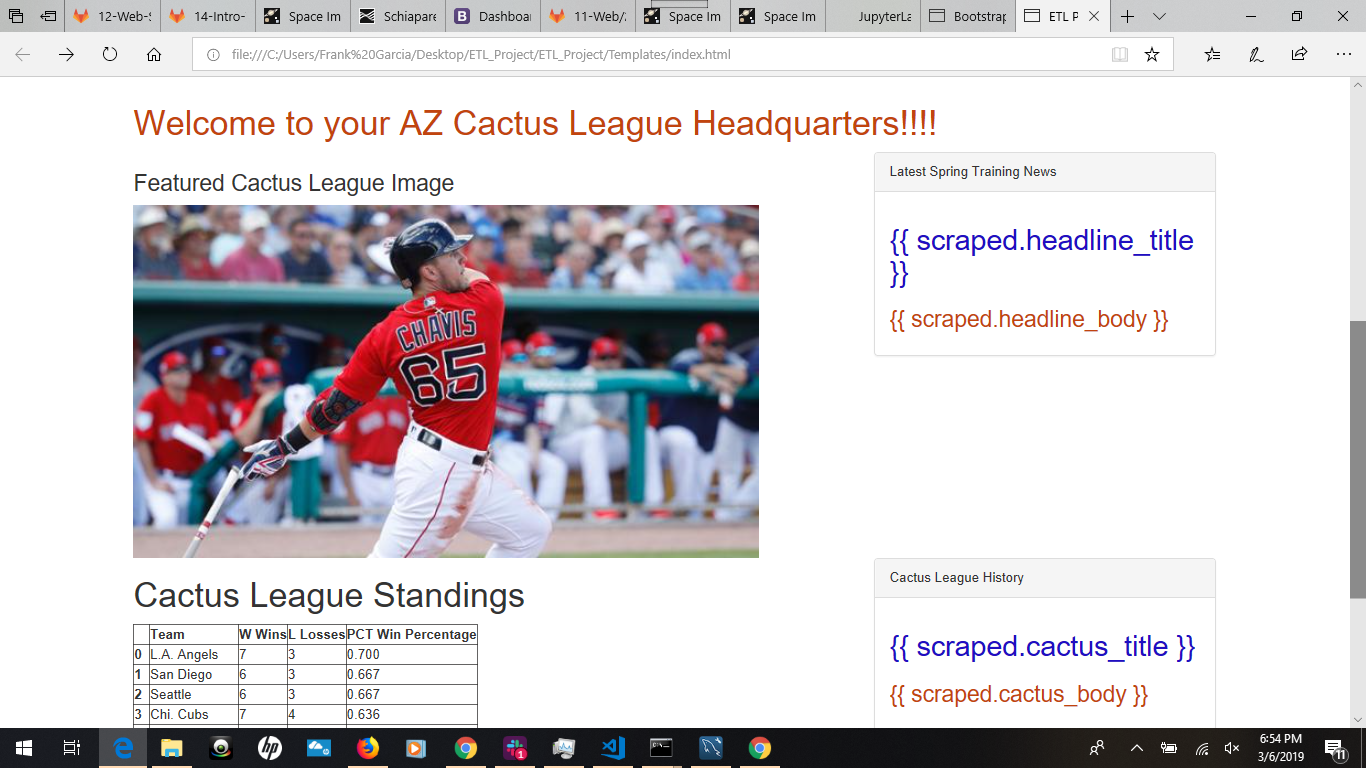 12-Web-S
14-Intro-
Space Im
Schiapare
Dashboar
11-Web/2
Space Im
Space Im
JupyterLa
Bootstrap
ETL P
file:///C:/Users/Frank%20Garcia/Desktop/ETL_Project/ETL_Project/Templates/index.html
Welcome to your AZ Cactus League Headquarters!!!!
Featured Cactus League Image
CHAVIS
65
Latest Spring Training News
{{ scraped.headline_title
}}
{{ scraped.headline_body }}
Cactus League Standings
Team W Wins L Losses PCT Win Percentage
0 L.A. Angels 7 3 0.700
1 San Diego 6 3 0.667
2 Seattle 6 3 0.667
3 Chi. Cubs 7 4 0.636
Cactus League History
{{ scraped.cactus_title }}
{{ scraped.cactus_body }}
hp
1
6:54 PM
3/6/2019
11